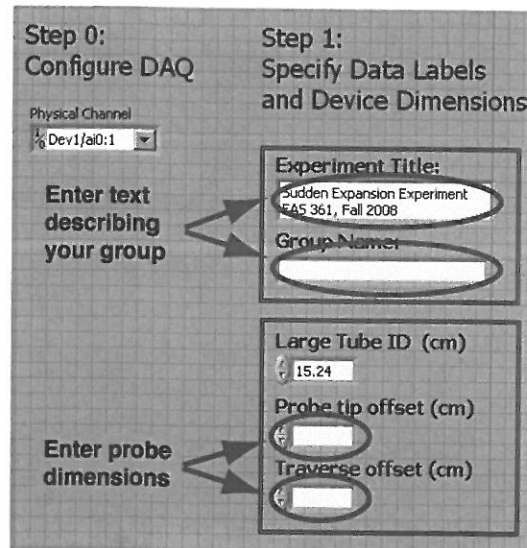 Step 0:
Configure DAQ
Physical Channel
Dev1/ai0:1
Step 1:
Specify Data Labels
and Device Dimensions
Enter text
describing
your group
Experiment Title:
Sudden Expansion Experiment
EAS 361, Fall 2008
Group Name:
Large Tube ID (cm)
15.24
Probe tip offset (cm)
Traverse offset (cm)
Enter probe
dimensions